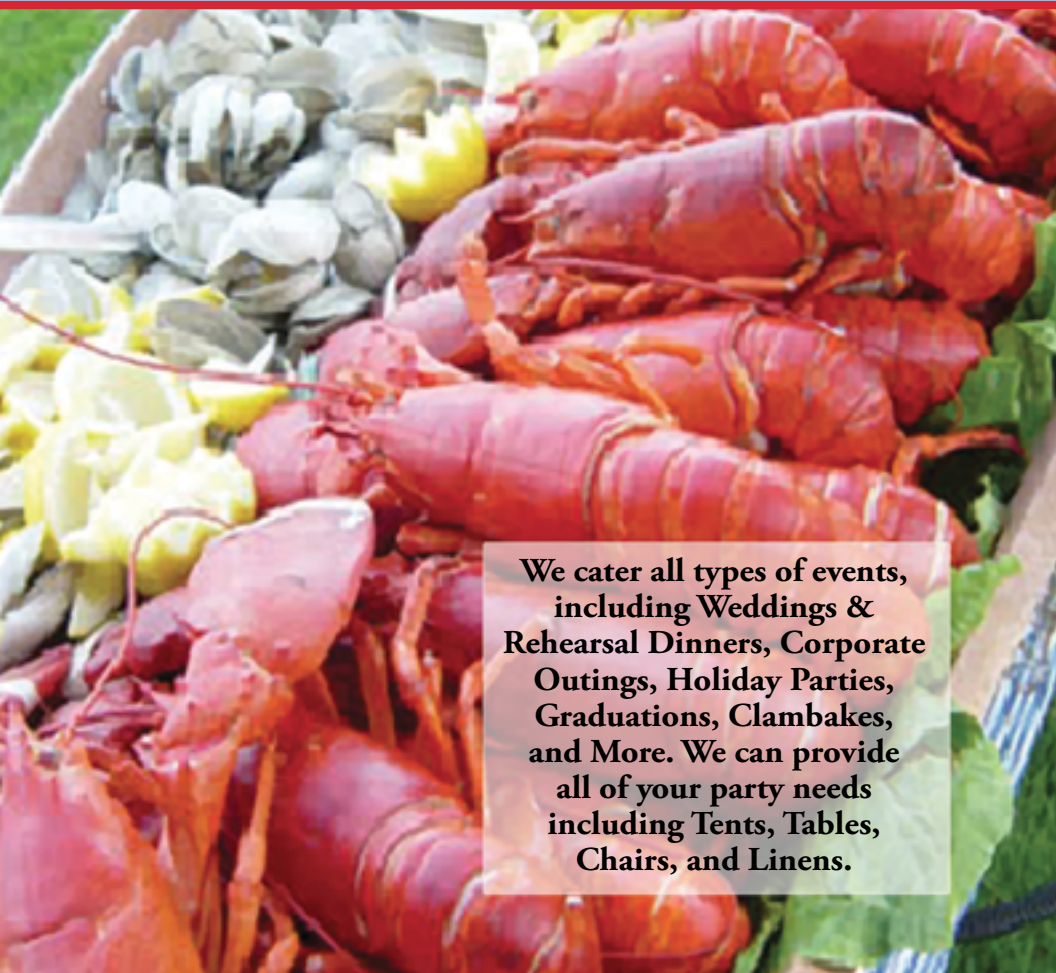 We cater all types of events,
including Weddings &
Rehearsal Dinners, Corporate
Outings, Holiday Parties,
Graduations, Clambakes,
and More. We can provide
all of your party needs
including Tents, Tables,
Chairs, and Linens.